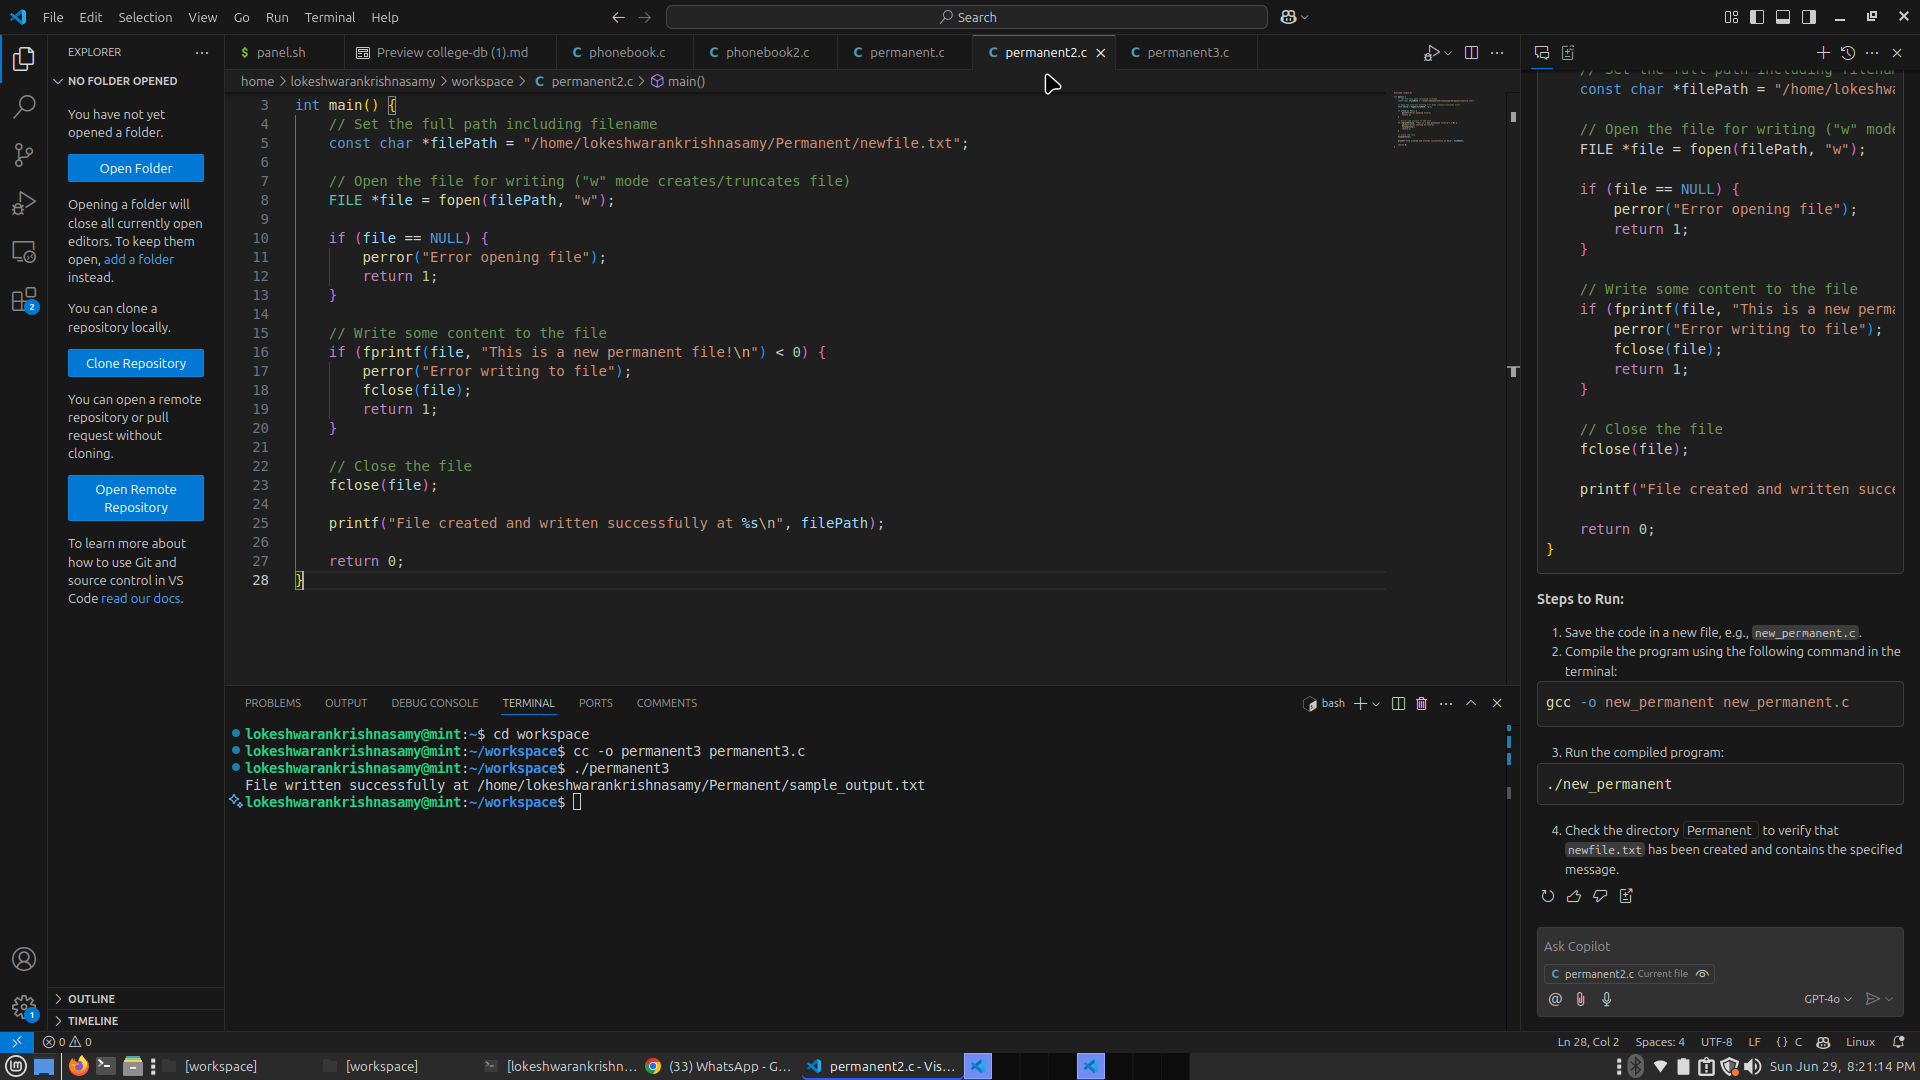 File Edit Selection View Go Run Terminal Help
Search
EXPLORER
NO FOLDER OPENED
You have not yet
opened a folder.
Open Folder
Opening a folder will
close all currently open
editors. To keep them
open, add a folder
instead.
You can clone a
repository locally.
Clone Repository
You can open a remote
repository or pull
request without
cloning.
Open Remote
Repository
To learn more about
how to use Git and
source control in VS
Code read our docs.
OUTLINE
TIMELINE
2
1
$ panel.sh
Preview college-db (1).md
C phonebook.c
C phonebook2.c
C permanent.c
C permanent2.c
C permanent3.c
home > lokeshwarankrishnasamy > workspace > C permanent2.c > main()
3 int main() {
4 // Set the full path including filename
5 const char *filePath = "/home/lokeshwarankrishnasamy/Permanent/newfile.txt";
6
7 // Open the file for writing ("w" mode creates/truncates file)
8 FILE *file = fopen(filePath, "w");
9
10 if (file == NULL) {
11 perror("Error opening file");
12 return 1;
13 }
14
15 // Write some content to the file
16 if (fprintf(file, "This is a new permanent file!\n") < 0) {
17 perror("Error writing to file");
18 fclose(file);
19 return 1;
20 }
21
22 // Close the file
23 fclose(file);
24
25 printf("File created and written successfully at %s\n", filePath);
26
27 return 0;
28 }
PROBLEMS OUTPUT DEBUG CONSOLE TERMINAL PORTS COMMENTS
bash
lokeshwarankrishnasamy@mint:~$ cd workspace
lokeshwarankrishnasamy@mint:~/workspace$ cc -o permanent3 permanent3.c
lokeshwarankrishnasamy@mint:~/workspace$ ./permanent3
File written successfully at /home/lokeshwarankrishnasamy/Permanent/sample_output.txt
lokeshwarankrishnasamy@mint:~/workspace$
// Set the full path including filenam
const char *filePath = "/home/lokeshwa
// Open the file for writing ("w" mode
FILE *file = fopen(filePath, "w");
if (file == NULL) {
perror("Error opening file");
return 1;
}
// Write some content to the file
if (fprintf(file, "This is a new perma
perror("Error writing to file");
fclose(file);
return 1;
}
// Close the file
fclose(file);
printf("File created and written succe
return 0;
}
Steps to Run:
1. Save the code in a new file, e.g., new_permanent.c.
2. Compile the program using the following command in the
terminal:
gcc -o new_permanent new_permanent.c
3. Run the compiled program:
./new_permanent
4. Check the directory Permanent to verify that
newfile.txt has been created and contains the specified
message.
Ask Copilot
C permanent2.c Current file
@
GPT-4o
0 0
Ln 28, Col 2 Spaces: 4 UTF-8 LF {} C Linux
[workspace]
[workspace]
[lokeshwarankrishn...
(33) WhatsApp - G...
permanent2.c - Vis...
Sun Jun 29, 8:21:14 PM